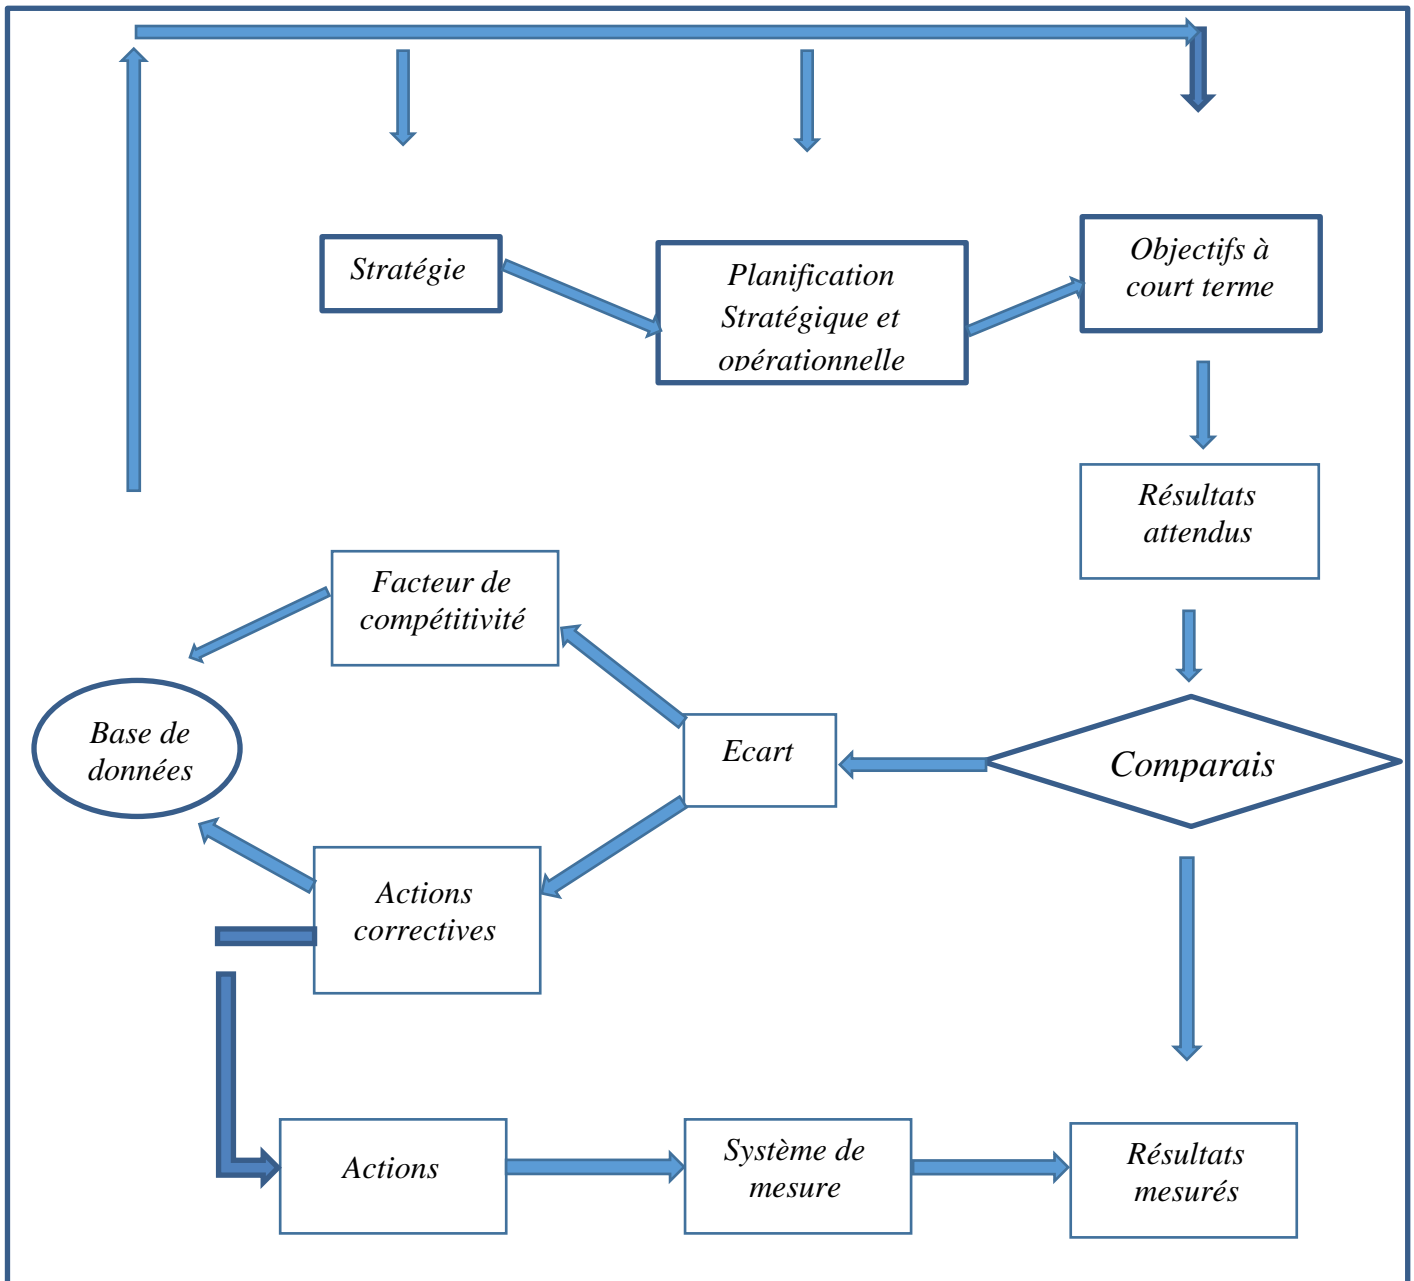 Stratégie
Planification
Stratégique et
opérationnelle
Objectifs à
court terme
Résultats
attendus
Facteur de
compétitivité
Base de
données
Ecart
Comparais
Actions
correctives
Actions
Système de
mesure
Résultats
mesurés